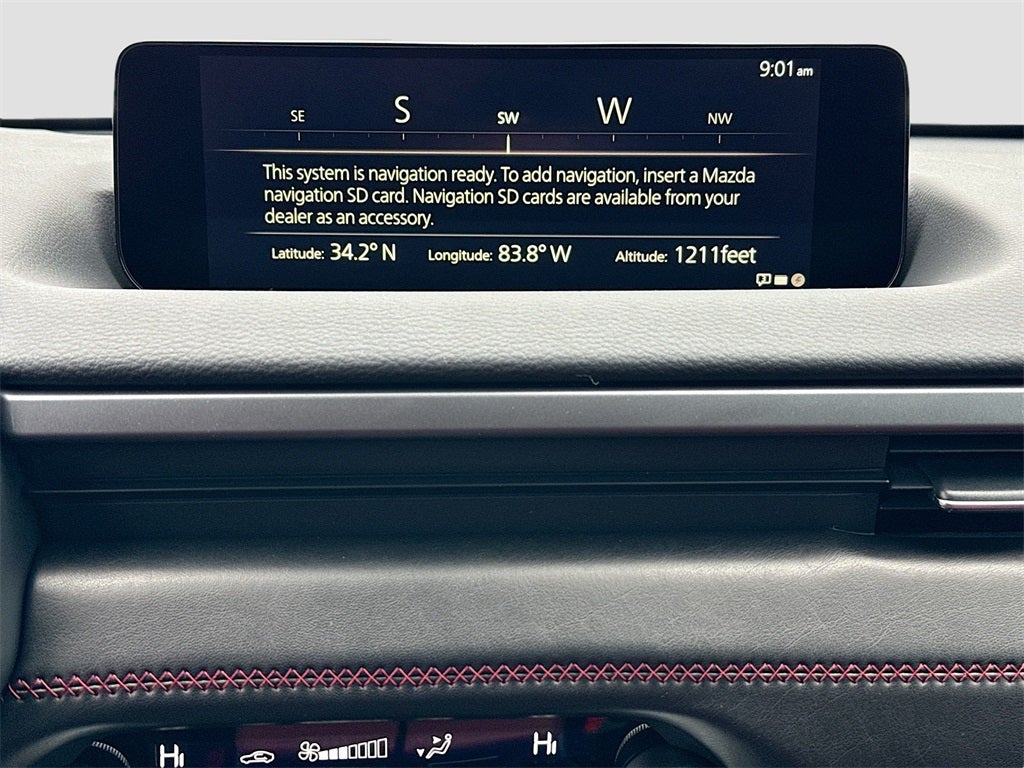 9:01 am
SE S SW W NW
This system is navigation ready. To add navigation, insert a Mazda
navigation SD card. Navigation SD cards are available from your
dealer as an accessory.
Latitude: 34.2° N Longitude: 83.8° W Altitude: 1211feet
Hi Hi